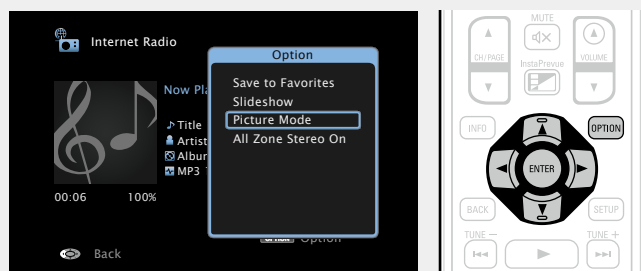 Internet Radio
Option
Now Pla
Save to Favorites
Slideshow
Picture Mode
All Zone Stereo On
Title
Artist
Albur
MP3
00:06
100%
Option
Back
MUTE
CH/PAGE
VOLUME
InstaPrevue
INFO
OPTION
ENTER
BACK
SETUP
TUNE −
TUNE +